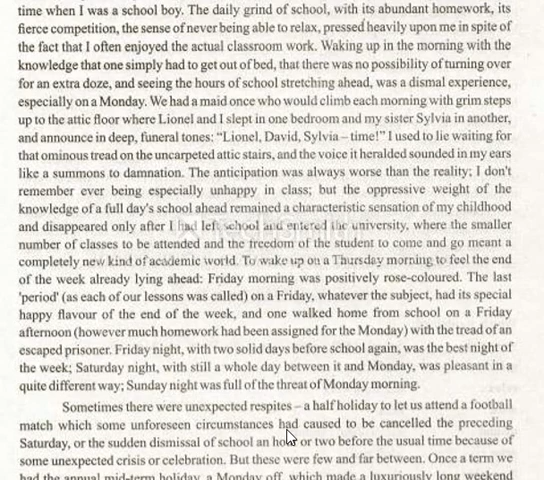 time when I was a school boy. The daily grind of school, with its abundant homework, its
fierce competition, the sense of never being able to relax, pressed heavily upon me in spite of
the fact that I often enjoyed the actual classroom work. Waking up in the morning with the
knowledge that one simply had to get out of bed, that there was no possibility of turning over
for an extra doze, and seeing the hours of school stretching ahead, was a dismal experience,
especially on a Monday. We had a maid once who would climb each morning with grim steps
up to the attic floor where Lionel and I slept in one bedroom and my sister Sylvia in another,
and announce in deep, funeral tones: “Lionel, David, Sylvia – time!” I used to lie waiting for
that ominous tread on the uncarpeted attic stairs, and the voice it heralded sounded in my ears
like a summons to damnation. The anticipation was always worse than the reality; I don't
remember ever being especially unhappy in class; but the oppressive weight of the
knowledge of a full day's school ahead remained a characteristic sensation of my childhood
and disappeared only after I had left school and entered the university, where the smaller
number of classes to be attended and the freedom of the student to come and go meant a
completely new kind of academic world. To wake up on a Thursday morning to feel the end
of the week already lying ahead: Friday morning was positively rose-coloured. The last
'period' (as each of our lessons was called) on a Friday, whatever the subject, had its special
happy flavour of the end of the week, and one walked home from school on a Friday
afternoon (however much homework had been assigned for the Monday) with the tread of an
escaped prisoner. Friday night, with two solid days before school again, was the best night of
the week; Saturday night, with still a whole day between it and Monday, was pleasant in a
quite different way; Sunday night was full of the threat of Monday morning.
Sometimes there were unexpected respites – a half holiday to let us attend a football
match which some unforeseen circumstances had caused to be cancelled the preceding
Saturday, or the sudden dismissal of school an hour or two before the usual time because of
some unexpected crisis or celebration. But these were few and far between. Once a term we
had the annual mid-term holiday, a Monday off, which made a luxuriously long weekend